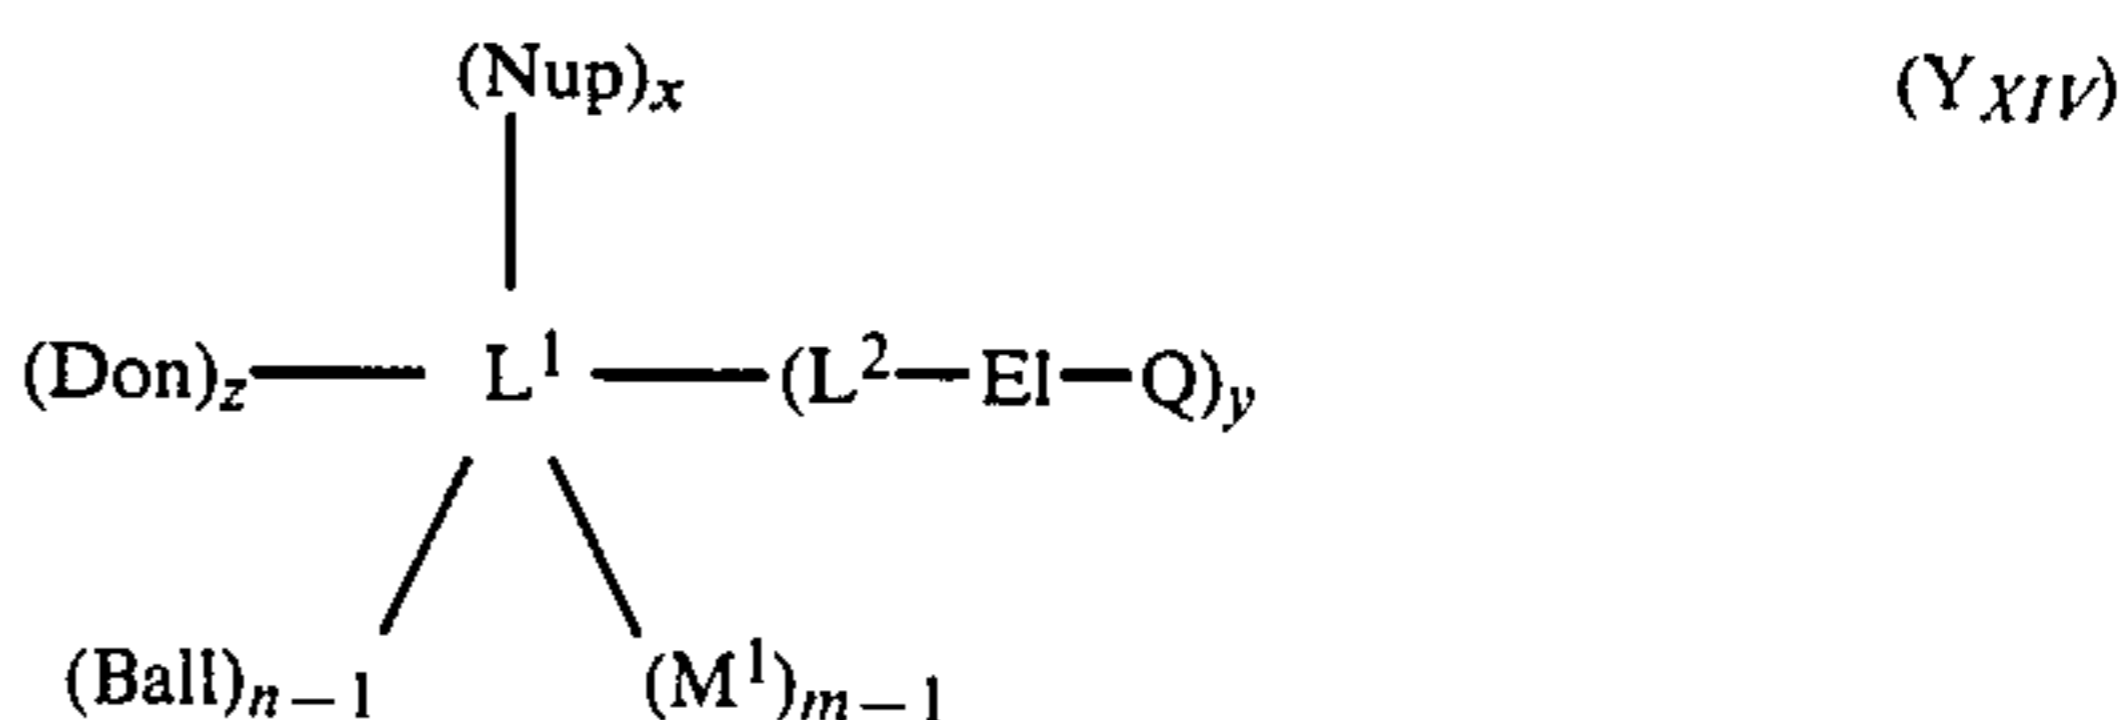 (Nup)x (YXIV)
(Don)z L1 (L2—El—Q)y
(Ball)n−1 (M1)m−1